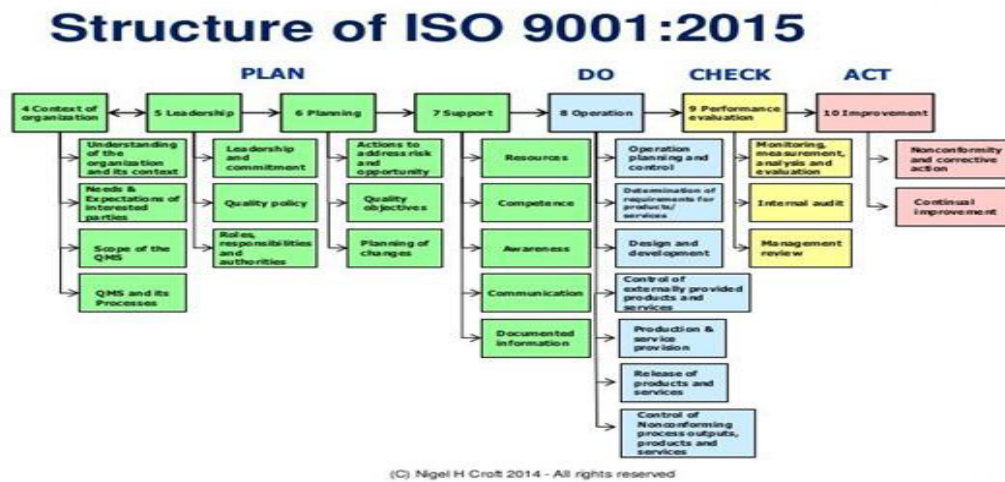 Structure of ISO 9001:2015
PLAN
DO
CHECK
ACT
4 Context of
organization
5 Leadership
6 Planning
7 Support
8 Operation
9 Performance
evaluation
10 Improvement
Understanding
of the
organization
and its context
Needs &
Expectations of
interested
parties
Scope of the
QMS
QMS and its
Processes
Leadership
and
commitment
Quality policy
Roles,
responsibilities
and
authorities
Actions to
address risk
and
opportunity
Quality
objectives
Planning of
changes
Resources
Competence
Awareness
Communication
Documented
information
Operation
planning and
control
Determination of
requirements for
products/
services
Design and
development
Control of
externally provided
products and
services
Production &
service
provision
Release of
products and
services
Control of
Nonconforming
process outputs,
products and
services
Monitoring,
measurement,
analysis and
evaluation
Internal audit
Management
review
Nonconformity
and corrective
action
Continual
Improvement
(C) Nigel H Croft 2014 - All rights reserved